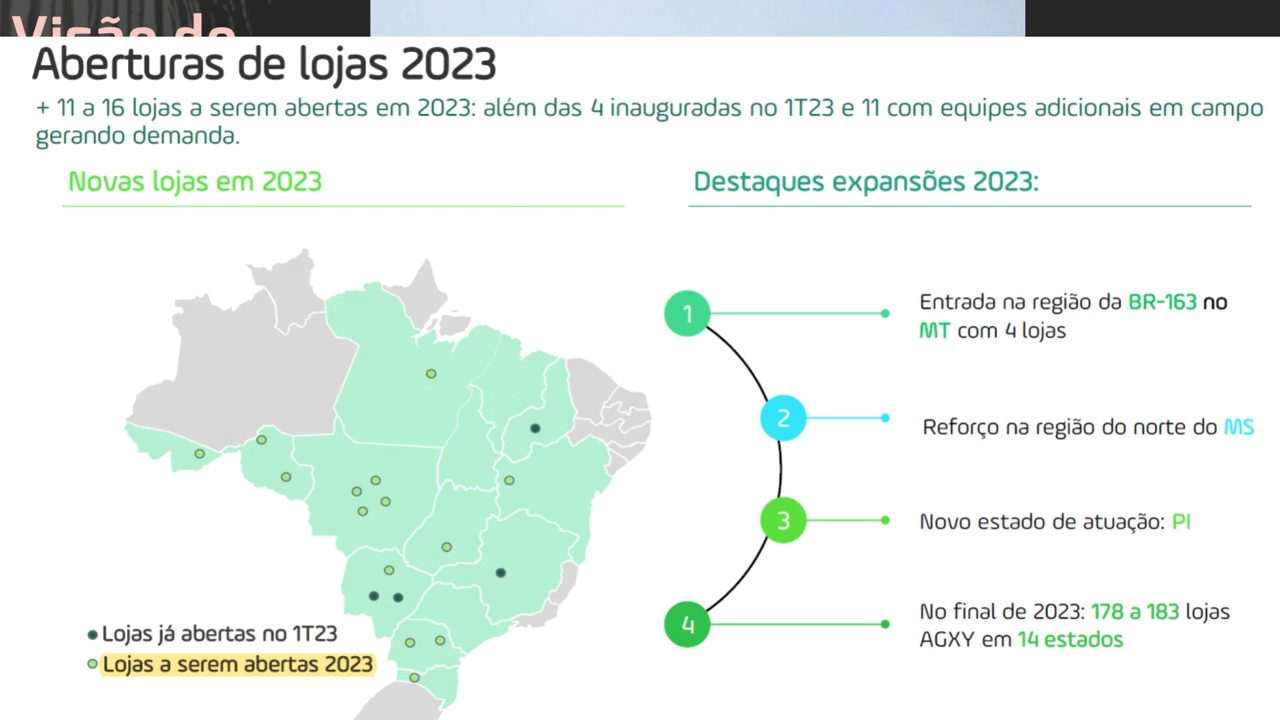 Visão de
Aberturas de lojas 2023
+ 11 a 16 lojas a serem abertas em 2023: além das 4 inauguradas no 1T23 e 11 com equipes adicionais em campo
gerando demanda.
Novas lojas em 2023
Destaques expansões 2023:
1
Entrada na região da BR-163 no
MT com 4 lojas
2
Reforço na região do norte do MS
3
Novo estado de atuação: PI
4
No final de 2023: 178 a 183 lojas
AGXY em 14 estados
Lojas já abertas no 1T23
Lojas a serem abertas 2023